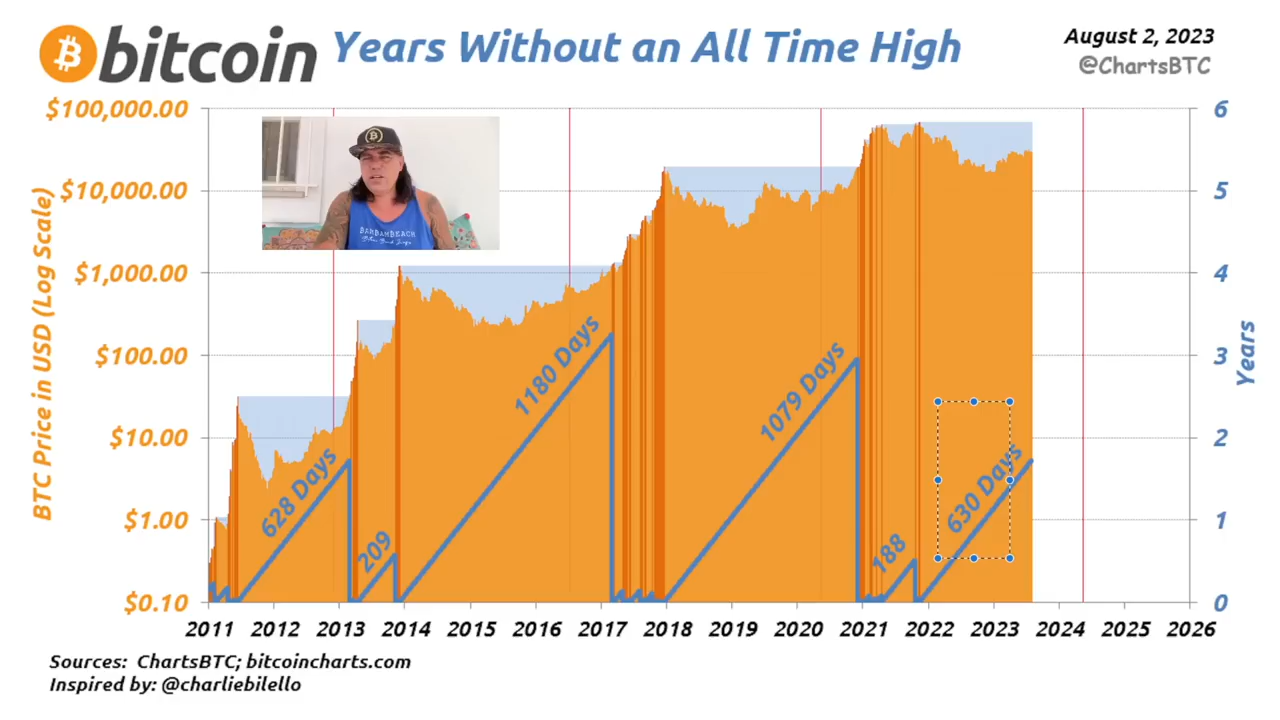 bitcoin Years Without an All Time High
August 2, 2023
@ChartsBTC
$100,000.00
$10,000.00
$1,000.00
$100.00
$10.00
$1.00
$0.10
BTC Price in USD (Log Scale)
BARBAHBEACH
628 Days
209
1180 Days
1079 Days
188
630 Days
6
5
4
3
2
1
0
Years
2011 2012 2013 2014 2015 2016 2017 2018 2019 2020 2021 2022 2023 2024 2025 2026
Sources: ChartsBTC; bitcoincharts.com
Inspired by: @charliebilello